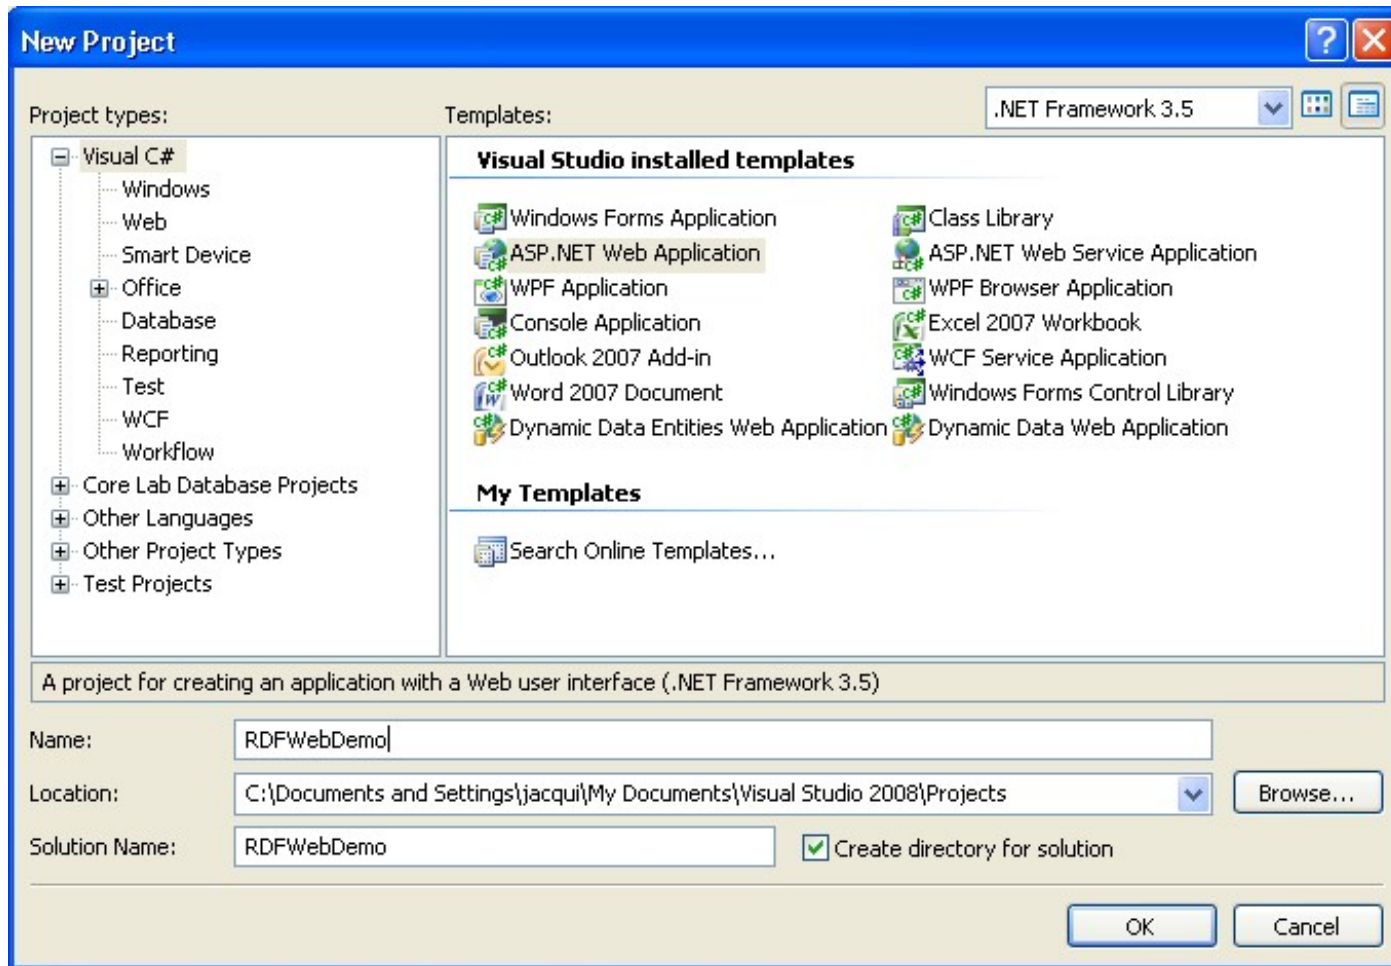 New Project
Project types:
Templates:
.NET Framework 3.5
Visual C#
Windows
Web
Smart Device
Office
Database
Reporting
Test
WCF
Workflow
Core Lab Database Projects
Other Languages
Other Project Types
Test Projects
Visual Studio installed templates
Windows Forms Application
Class Library
ASP.NET Web Application
ASP.NET Web Service Application
WPF Application
WPF Browser Application
Console Application
Excel 2007 Workbook
Outlook 2007 Add-in
WCF Service Application
Word 2007 Document
Windows Forms Control Library
Dynamic Data Entities Web Application
Dynamic Data Web Application
My Templates
Search Online Templates...
A project for creating an application with a Web user interface (.NET Framework 3.5)
Name:
RDFWebDemo
Location:
C:\Documents and Settings\jacqui\My Documents\Visual Studio 2008\Projects
Browse...
Solution Name:
RDFWebDemo
Create directory for solution
OK
Cancel